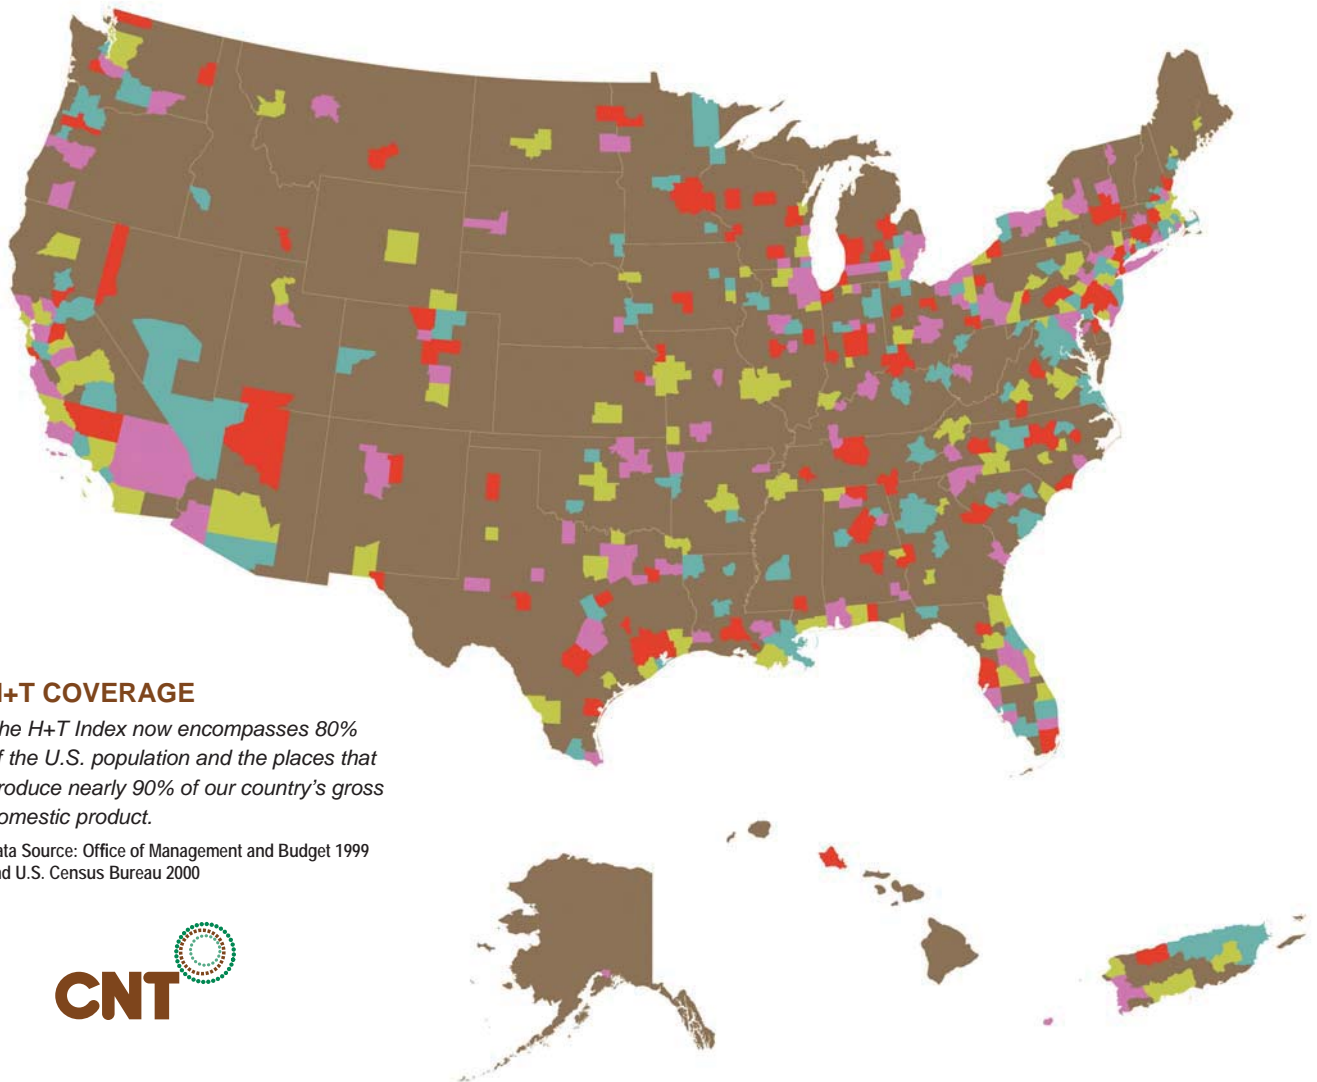 +T COVERAGE
he H+T Index now encompasses 80%
f the U.S. population and the places that
roduce nearly 90% of our country's gross
omestic product.
ata Source: Office of Management and Budget 1999
nd U.S. Census Bureau 2000
CNT